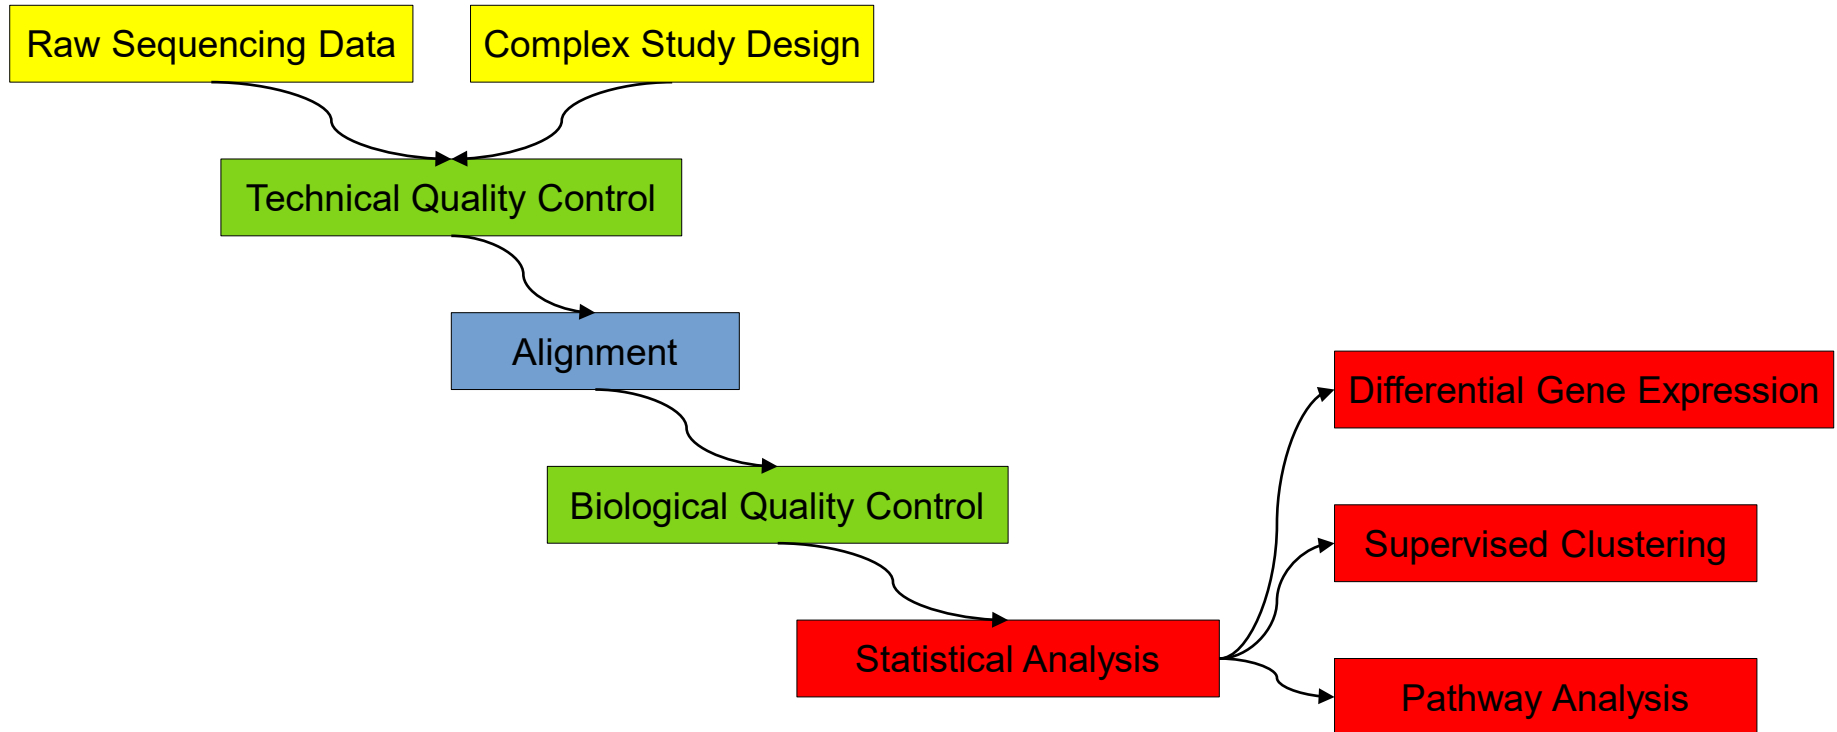 Raw Sequencing Data
Complex Study Design
Technical Quality Control
Alignment
Differential Gene Expression
Biological Quality Control
Supervised Clustering
Statistical Analysis
Pathway Analysis